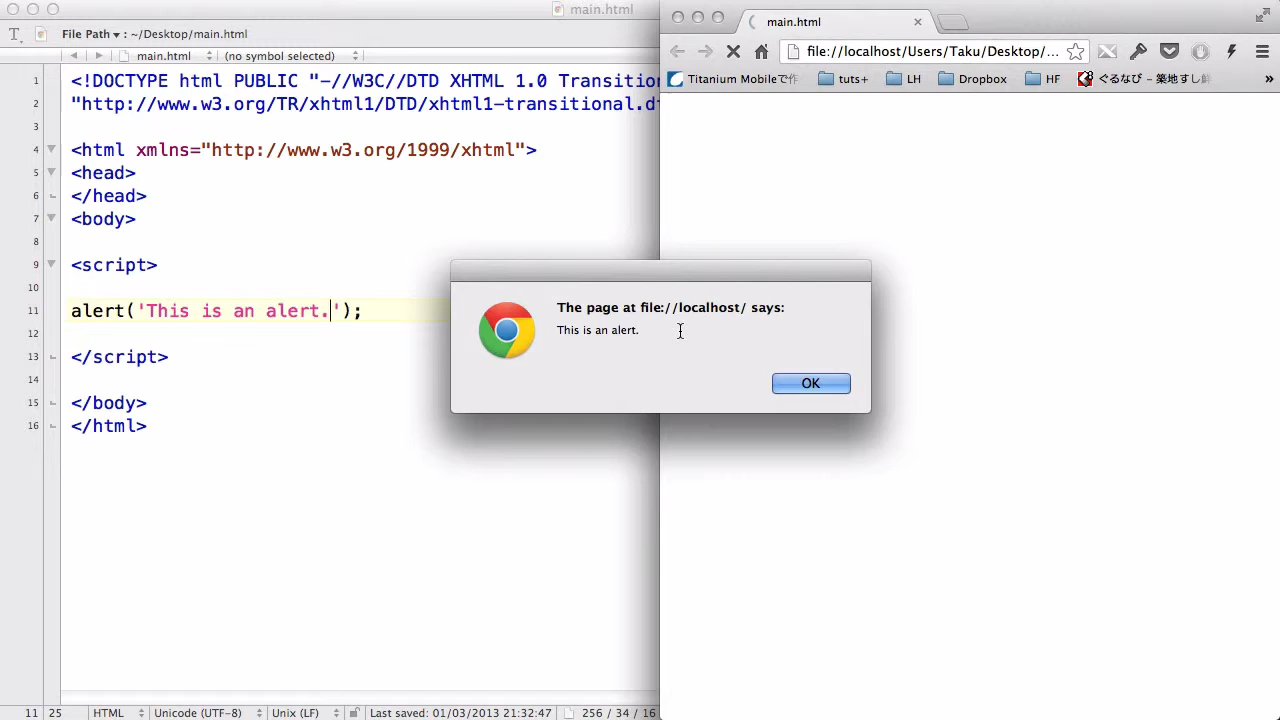 main.html
File Path ▾ : ~/Desktop/main.html
main.html (no symbol selected)
1 <!DOCTYPE html PUBLIC "-//W3C//DTD XHTML 1.0 Transition
2 "http://www.w3.org/TR/xhtml1/DTD/xhtml1-transitional.dt
3
4 <html xmlns="http://www.w3.org/1999/xhtml">
5 <head>
6 </head>
7 <body>
8
9 <script>
10
11 alert('This is an alert.');
12
13 </script>
14
15 </body>
16 </html>
11 25 HTML Unicode (UTF-8) Unix (LF) Last saved: 01/03/2013 21:32:47 256 / 34 / 16
main.html
file://localhost/Users/Taku/Desktop/...
Titanium Mobileで作 tuts+ LH Dropbox HF ぐるなび - 築地すし »
The page at file://localhost/ says:
This is an alert.
OK